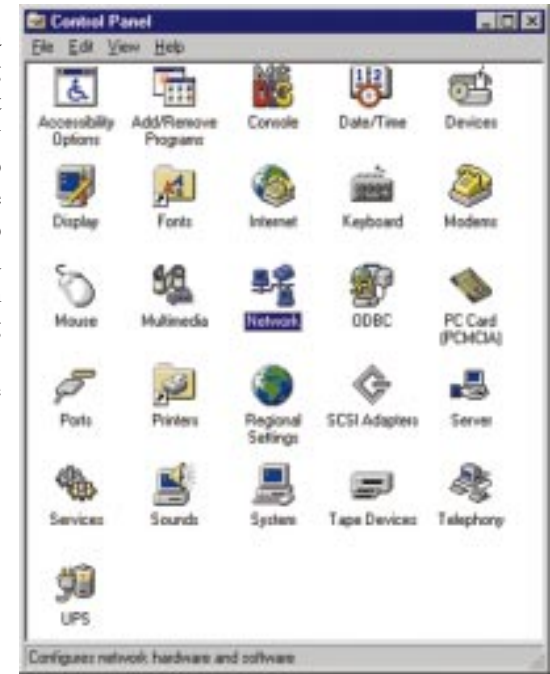 Control Panel
File Edit View Help
Accessibility Options
Add/Remove Programs
Console
Date/Time
Devices
Display
Fonts
Internet
Keyboard
Modems
Mouse
Multimedia
Network
ODBC
PC Card (PCMCIA)
Ports
Printers
Regional Settings
SCSI Adapters
Server
Services
Sounds
System
Tape Devices
Telephony
UPS
Configures network hardware and software